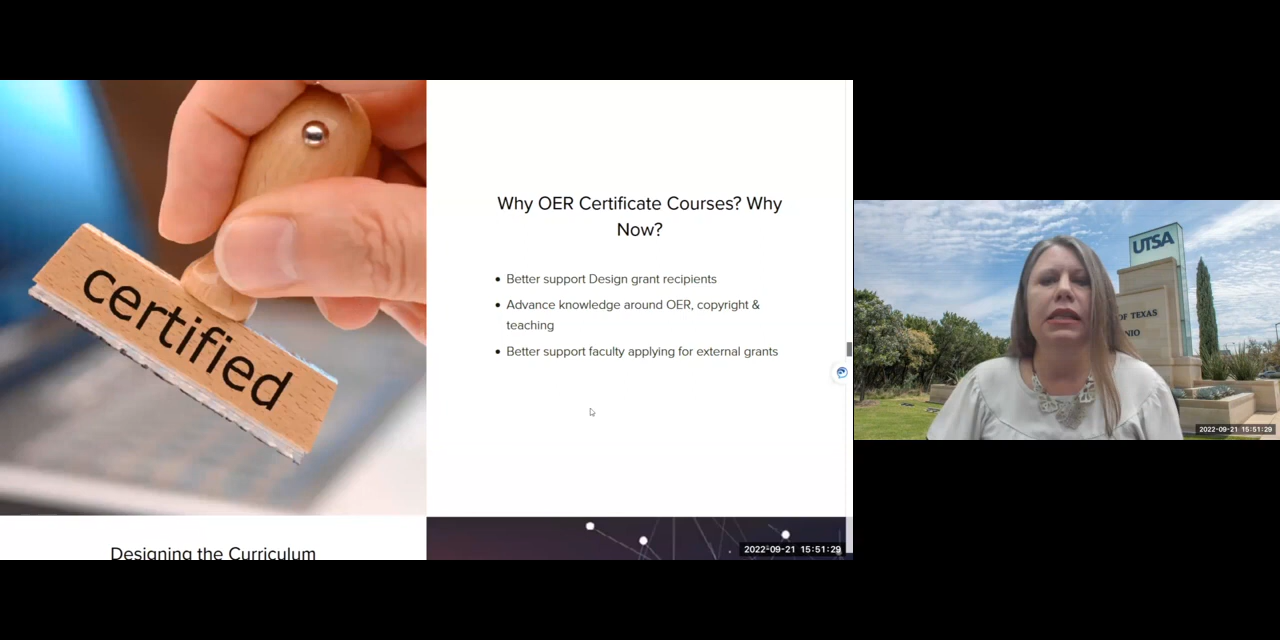 certified
Why OER Certificate Courses? Why
Now?
Better support Design grant recipients
Advance knowledge around OER, copyright &
teaching
Better support faculty applying for external grants
Designing the Curriculum
2022-09-21 15:51:29
UTSA
OF TEXAS
NIO
2022-09-21 15:51:29